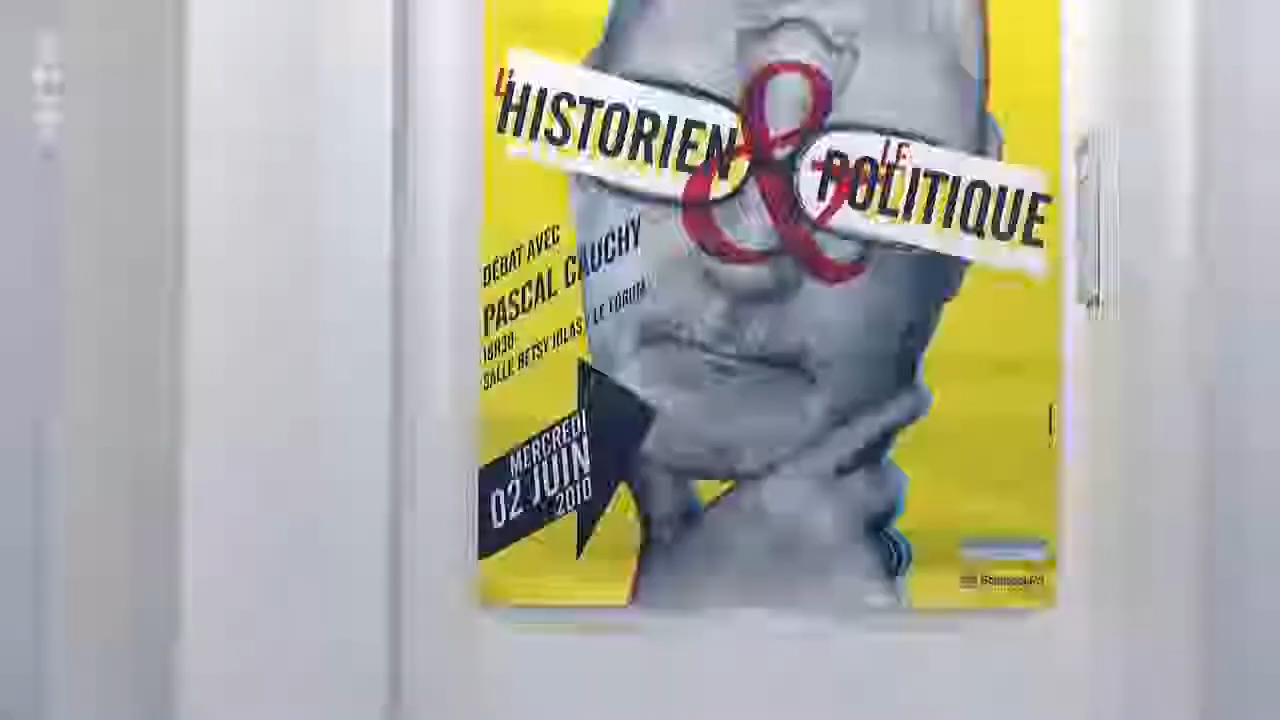 L'HISTORIEN
&
LE POLITIQUE
DÉBAT AVEC
PASCAL CAUCHY
18H30
SALLE BETSY JOLAS / LE FORUM
MERCREDI
02 JUIN
2010